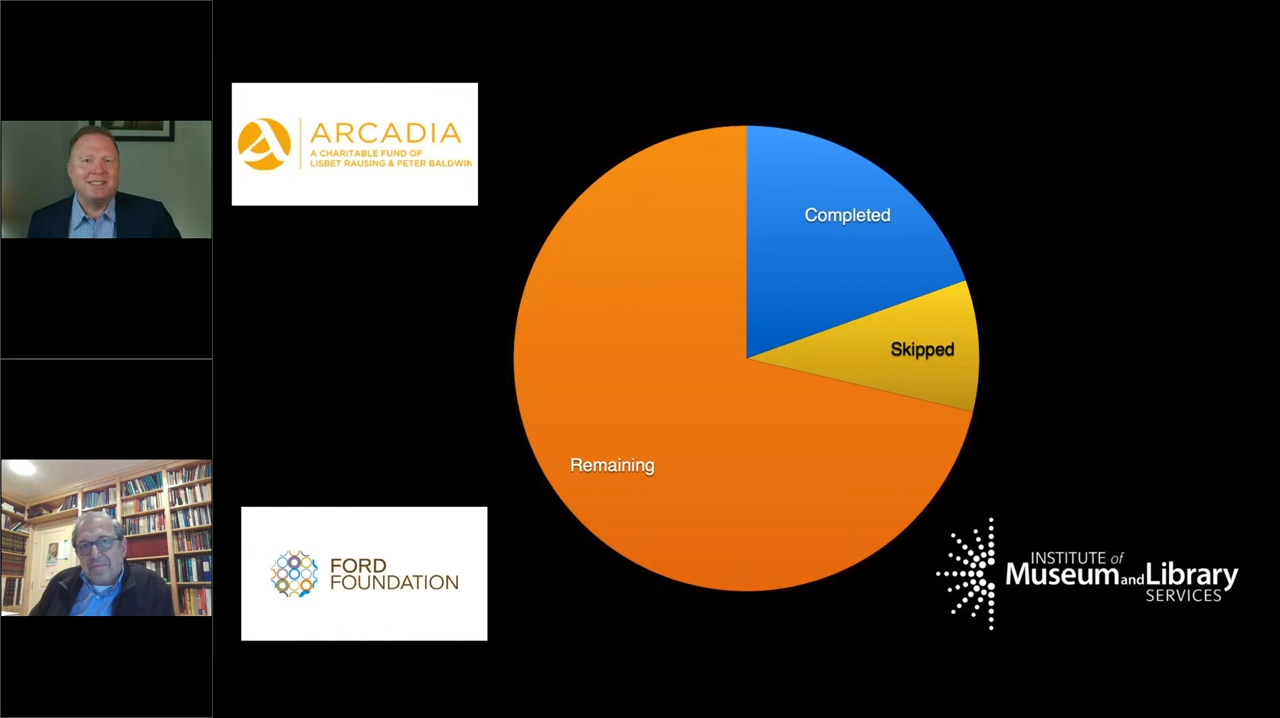 ARCADIA
A CHARITABLE FUND OF
LISBET RAUSING & PETER BALDWIN
Completed
Skipped
Remaining
FORD
FOUNDATION
INSTITUTE of
Museum and Library
SERVICES